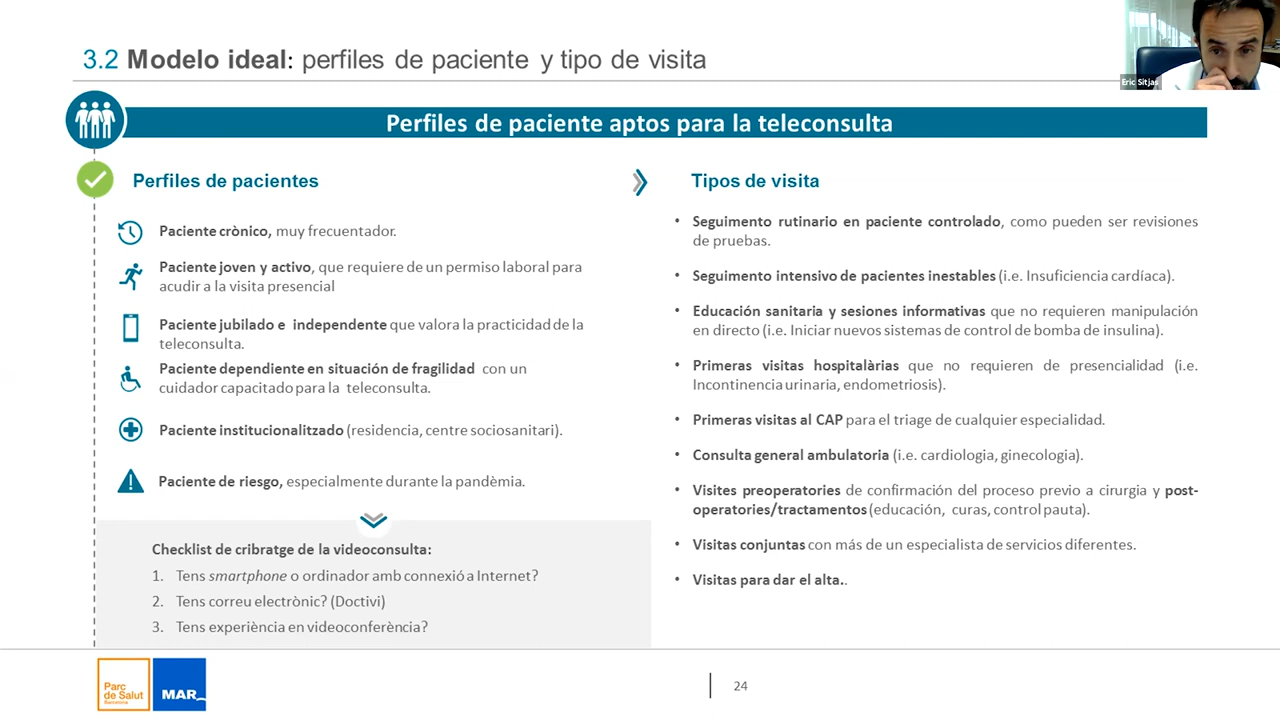 3.2 Modelo ideal: perfiles de paciente y tipo de visita
Eric Sitjas
Perfiles de paciente aptos para la teleconsulta
Perfiles de pacientes
Paciente crònico, muy frecuentador.
Paciente joven y activo, que requiere de un permiso laboral para
acudir a la visita presencial
Paciente jubilado e independente que valora la practicidad de la
teleconsulta.
Paciente dependiente en situación de fragilidad con un
cuidador capacitado para la teleconsulta.
Paciente institucionalitzado (residencia, centre sociosanitari).
Paciente de riesgo, especialmente durante la pandèmia.
Checklist de cribratge de la videoconsulta:
1. Tens smartphone o ordinador amb connexió a Internet?
2. Tens correu electrònic? (Doctivi)
3. Tens experiència en videoconferència?
Tipos de visita
• Seguimento rutinario en paciente controlado, como pueden ser revisiones
de pruebas.
• Seguimento intensivo de pacientes inestables (i.e. Insuficiencia cardíaca).
• Educación sanitaria y sesiones informativas que no requieren manipulación
en directo (i.e. Iniciar nuevos sistemas de control de bomba de insulina).
• Primeras visitas hospitalàrias que no requieren de presencialidad (i.e.
Incontinencia urinaria, endometriosis).
• Primeras visitas al CAP para el triage de cualquier especialidad.
• Consulta general ambulatoria (i.e. cardiologia, ginecologia).
• Visites preoperatories de confirmación del proceso previo a cirurgia y post-
operatories/tractamentos (educación, curas, control pauta).
• Visitas conjuntas con más de un especialista de servicios diferentes.
• Visitas para dar el alta..
Parc
de Salut
Barcelona
MAR
24